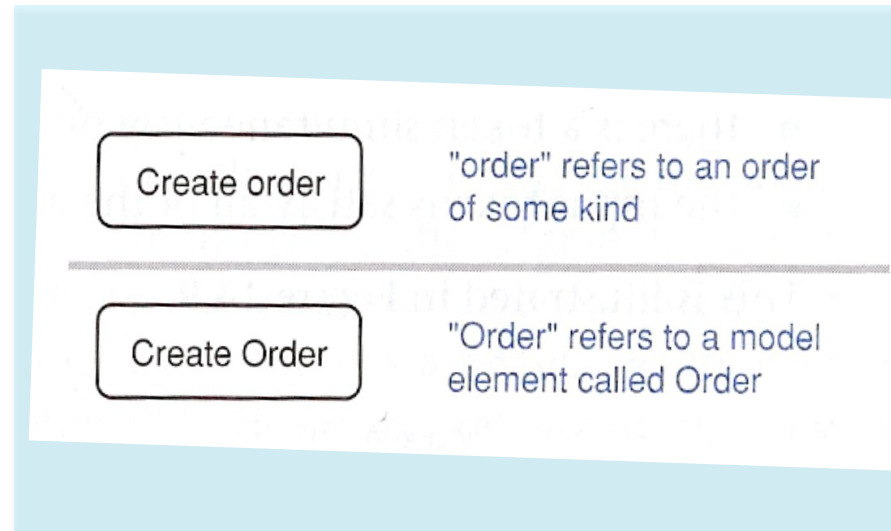 Create order
"order" refers to an order
of some kind
Create Order
"Order" refers to a model
element called Order